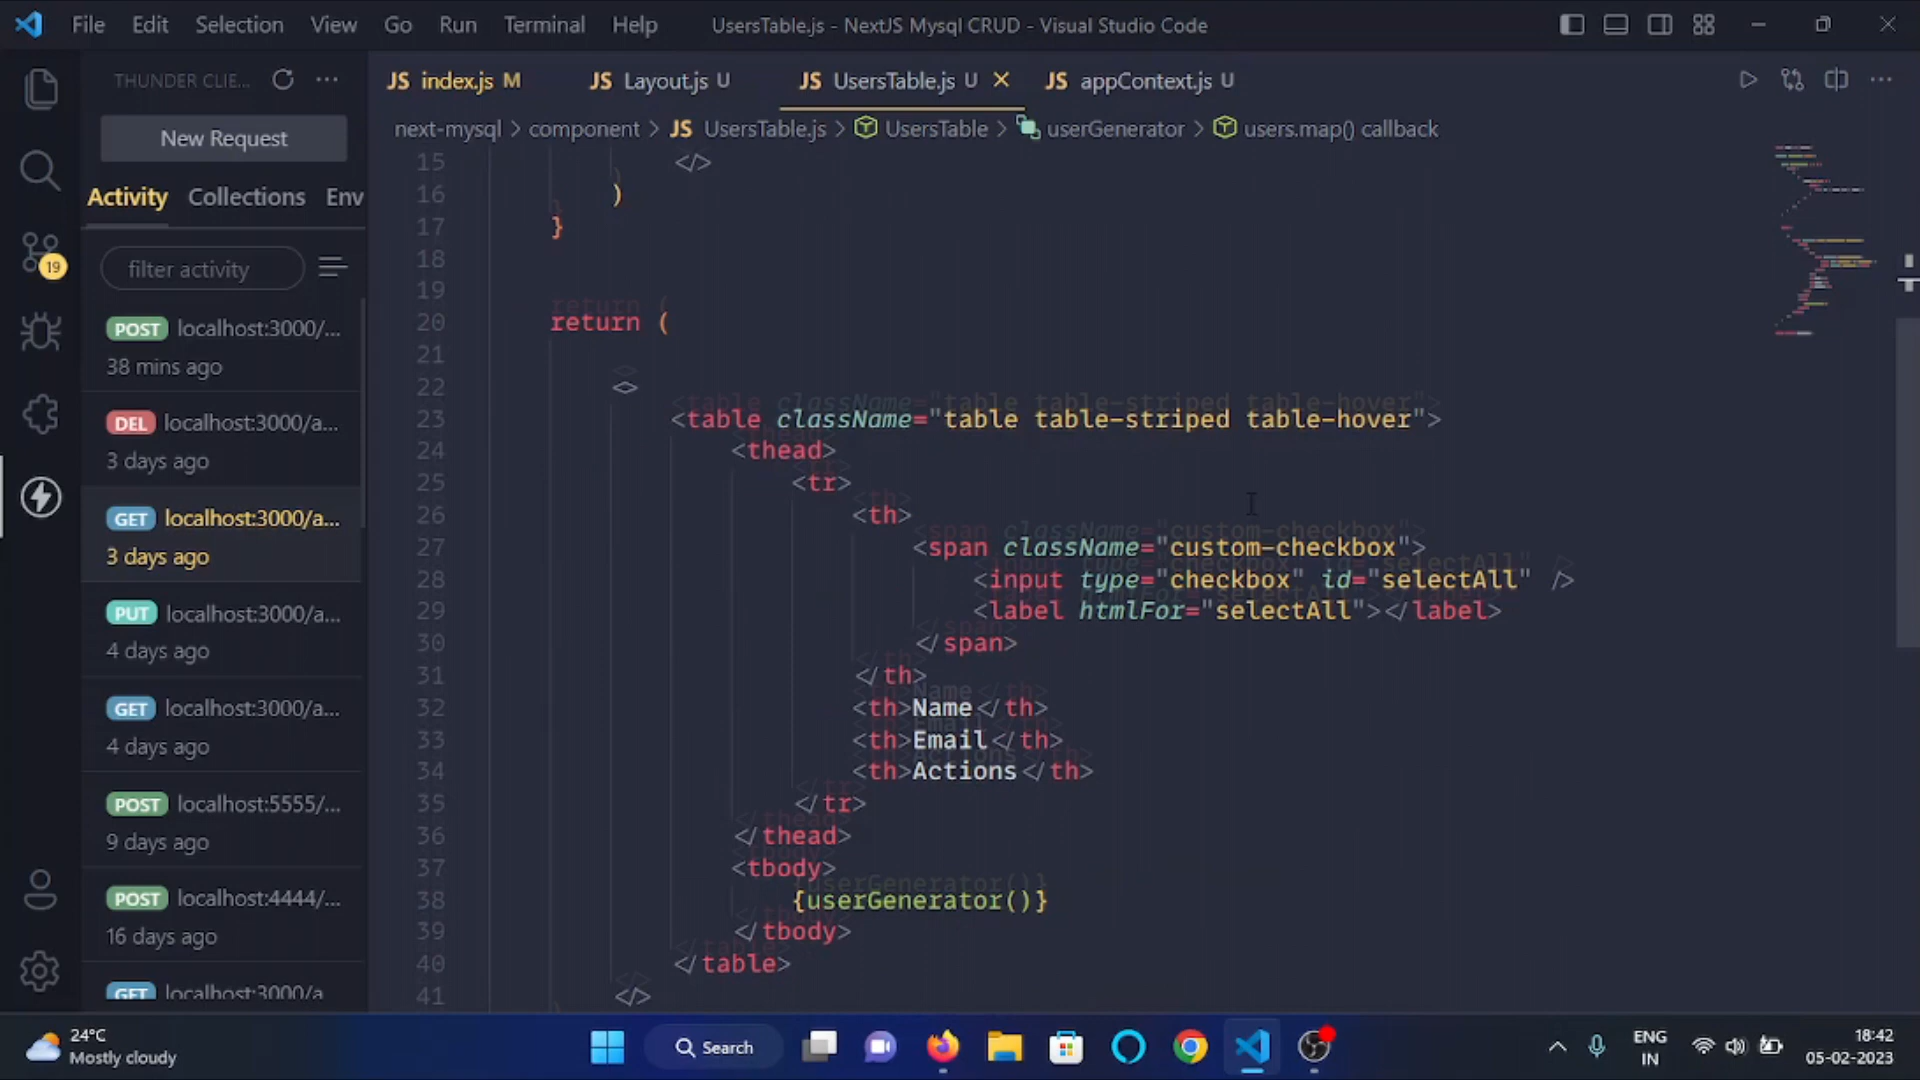 File Edit Selection View Go Run Terminal Help
UsersTable.js - NextJS Mysql CRUD - Visual Studio Code
THUNDER CLIE...
JS index.js M
JS Layout.js U
JS UsersTable.js U
JS appContext.js U
next-mysql > component > JS UsersTable.js > UsersTable > userGenerator > users.map() callback
New Request
Activity Collections Env
filter activity
POST localhost:3000/...
38 mins ago
DEL localhost:3000/a...
3 days ago
GET localhost:3000/a...
3 days ago
PUT localhost:3000/a...
4 days ago
GET localhost:3000/a...
4 days ago
POST localhost:5555/...
9 days ago
POST localhost:4444/...
16 days ago
GET localhost:3000/a
19
15 </>
16 )
17 }
18
19
20 return (
21
22 <>
23 <table className="table table-striped table-hover">
24 <thead>
25 <tr>
26 <th>
27 <span className="custom-checkbox">
28 <input type="checkbox" id="selectAll" />
29 <label htmlFor="selectAll"></label>
30 </span>
31 </th>
32 <th>Name</th>
33 <th>Email</th>
34 <th>Actions</th>
35 </tr>
36 </thead>
37 <tbody>
38 {userGenerator()}
39 </tbody>
40 </table>
41 </>
24°C
Mostly cloudy
Search
ENG
IN
18:42
05-02-2023